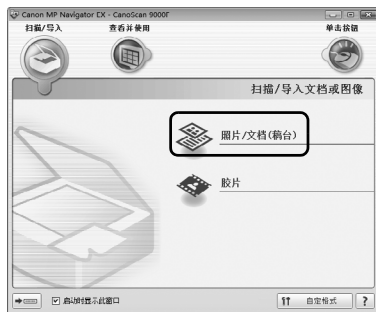 Canon MP Navigator EX - CanoScan 9000F
扫描/导入 查看并使用 单击按钮
扫描/导入文档或图像
照片/文档(稿台)
胶片
启动时显示此窗口 自定格式 ?